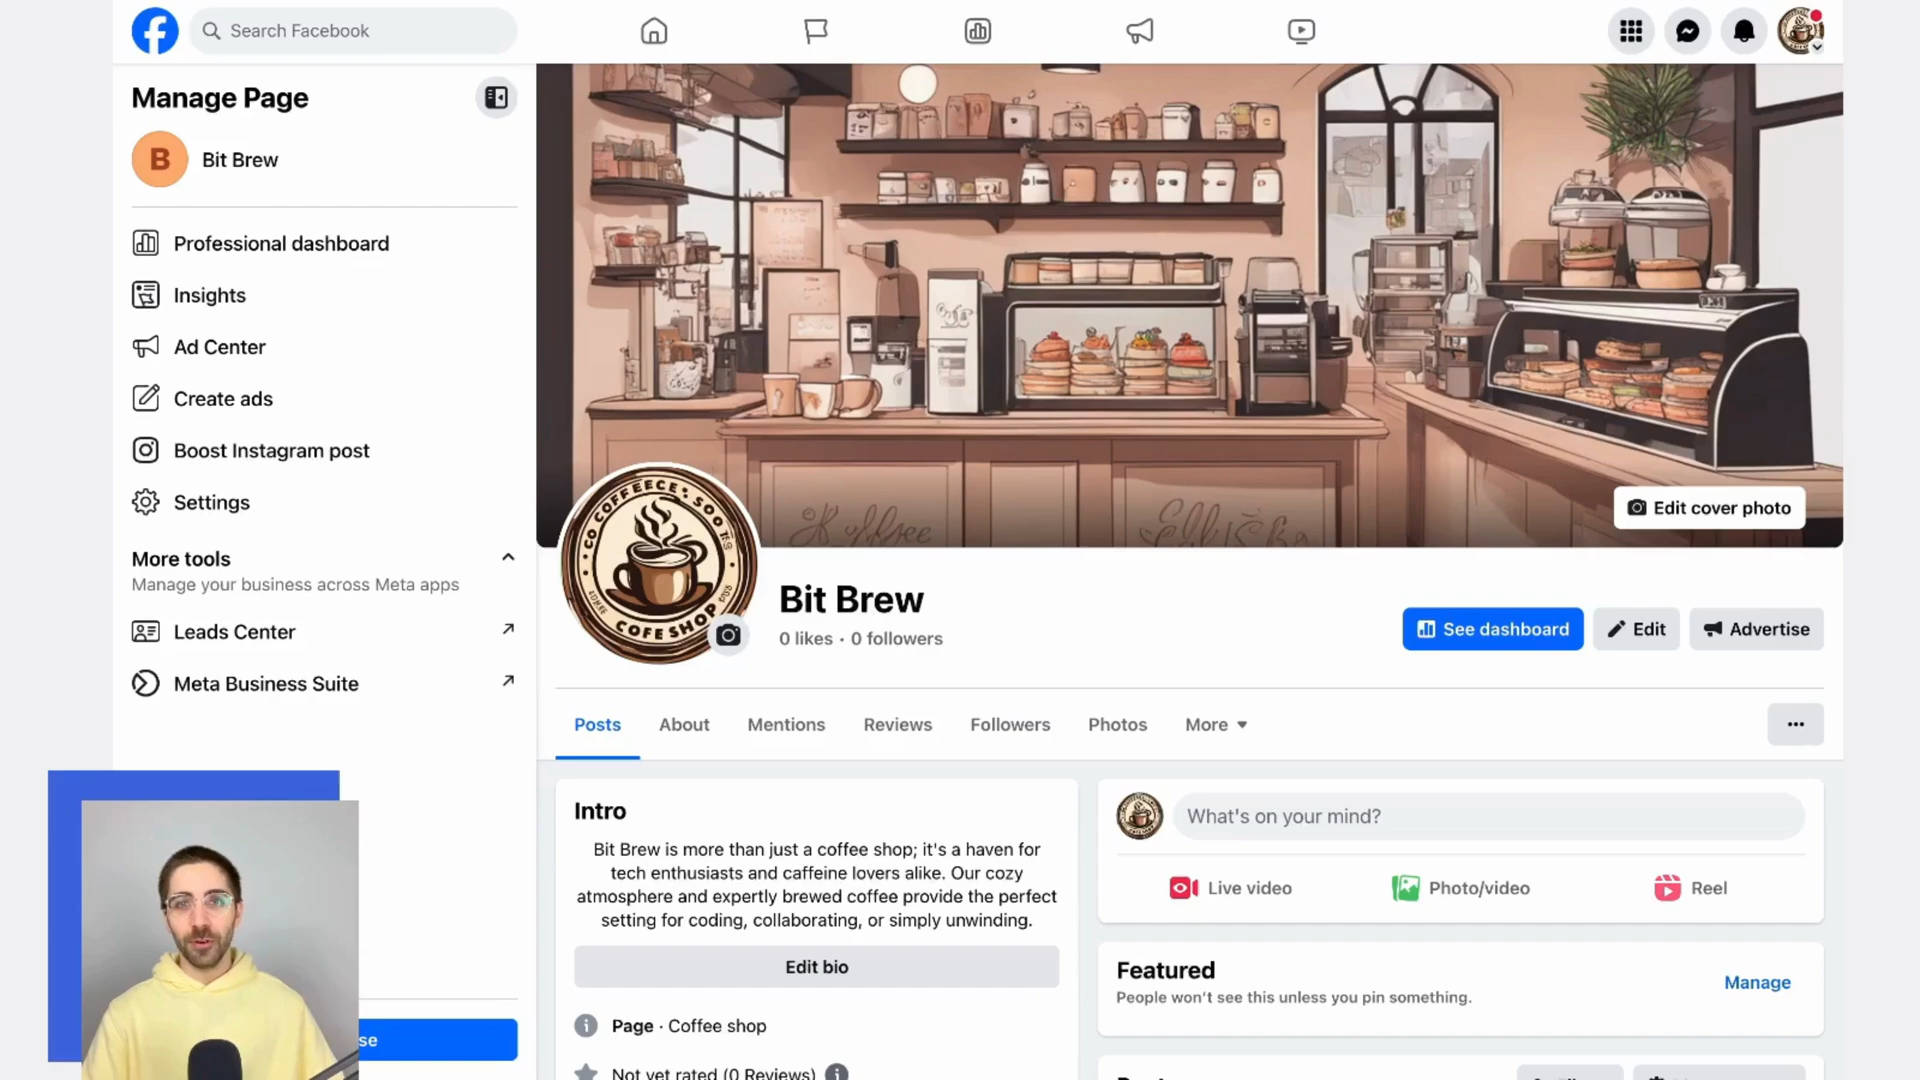 Search Facebook
Manage Page
B
Bit Brew
Professional dashboard
Insights
Ad Center
Create ads
Boost Instagram post
Settings
More tools
Manage your business across Meta apps
Leads Center
Meta Business Suite
se
Edit cover photo
COFE SHOP
Bit Brew
0 likes · 0 followers
See dashboard
Edit
Advertise
Posts
About
Mentions
Reviews
Followers
Photos
More
Intro
Bit Brew is more than just a coffee shop; it's a haven for
tech enthusiasts and caffeine lovers alike. Our cozy
atmosphere and expertly brewed coffee provide the perfect
setting for coding, collaborating, or simply unwinding.
Edit bio
Page · Coffee shop
Not yet rated (0 Reviews)
What's on your mind?
Live video
Photo/video
Reel
Featured
People won't see this unless you pin something.
Manage